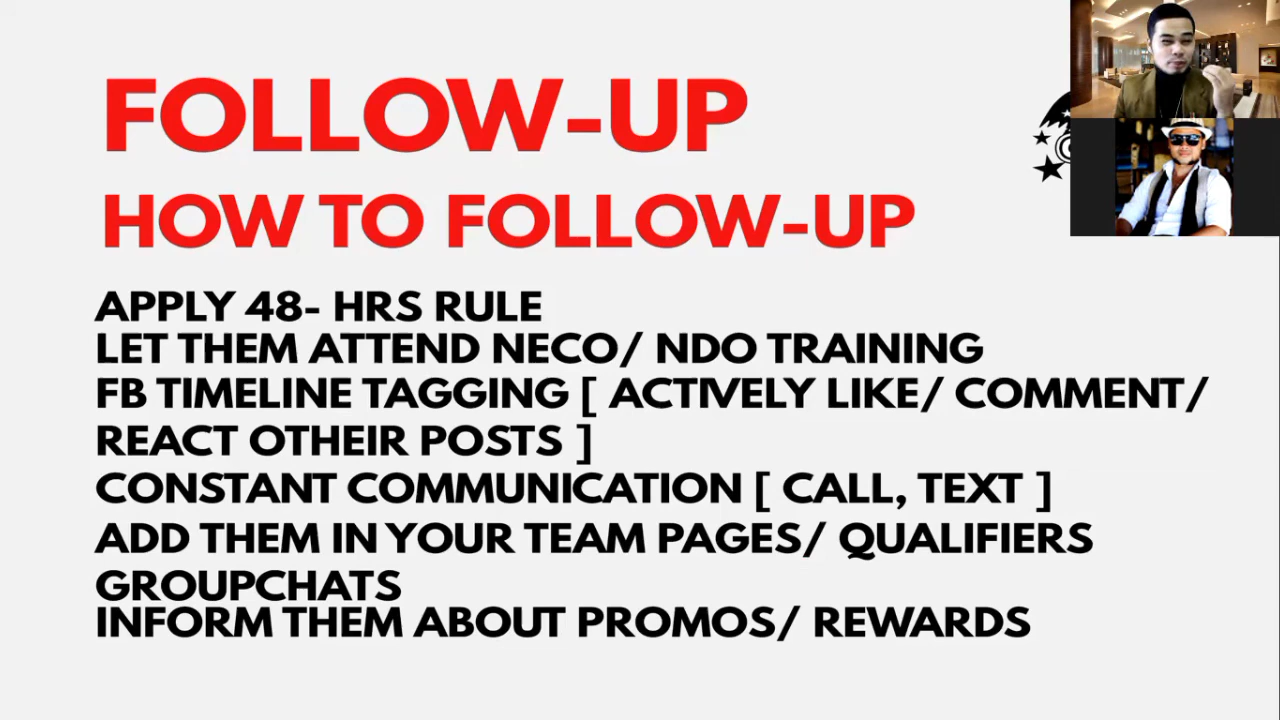 FOLLOW-UP
HOW TO FOLLOW-UP
APPLY 48- HRS RULE
LET THEM ATTEND NECO/ NDO TRAINING
FB TIMELINE TAGGING [ ACTIVELY LIKE/ COMMENT/
REACT OTHEIR POSTS ]
CONSTANT COMMUNICATION [ CALL, TEXT ]
ADD THEM IN YOUR TEAM PAGES/ QUALIFIERS
GROUPCHATS
INFORM THEM ABOUT PROMOS/ REWARDS